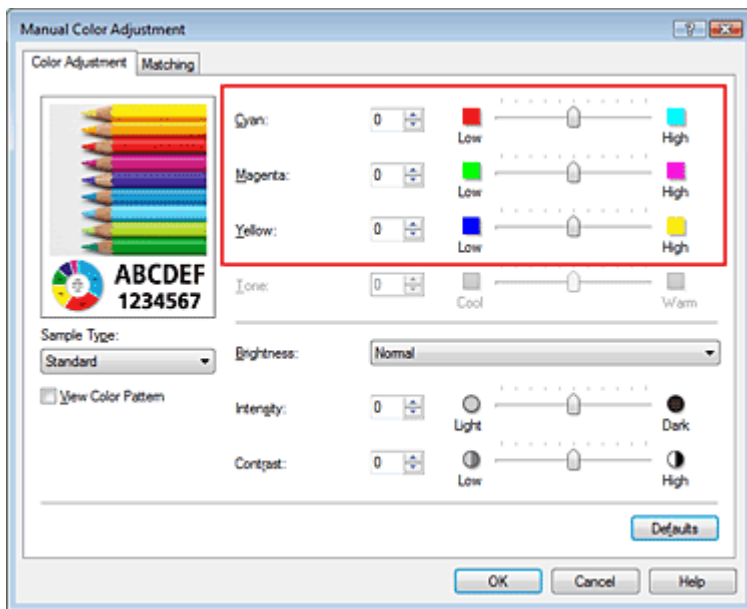 Manual Color Adjustment
Color Adjustment Matching
Cyan: 0 Low High
Magenta: 0 Low High
Yellow: 0 Low High
ABCDEF
1234567
Tone: 0 Cool Warm
Sample Type:
Standard
Brightness: Normal
View Color Pattern
Intensity: 0 Light Dark
Contrast: 0 Low High
Defaults
OK Cancel Help